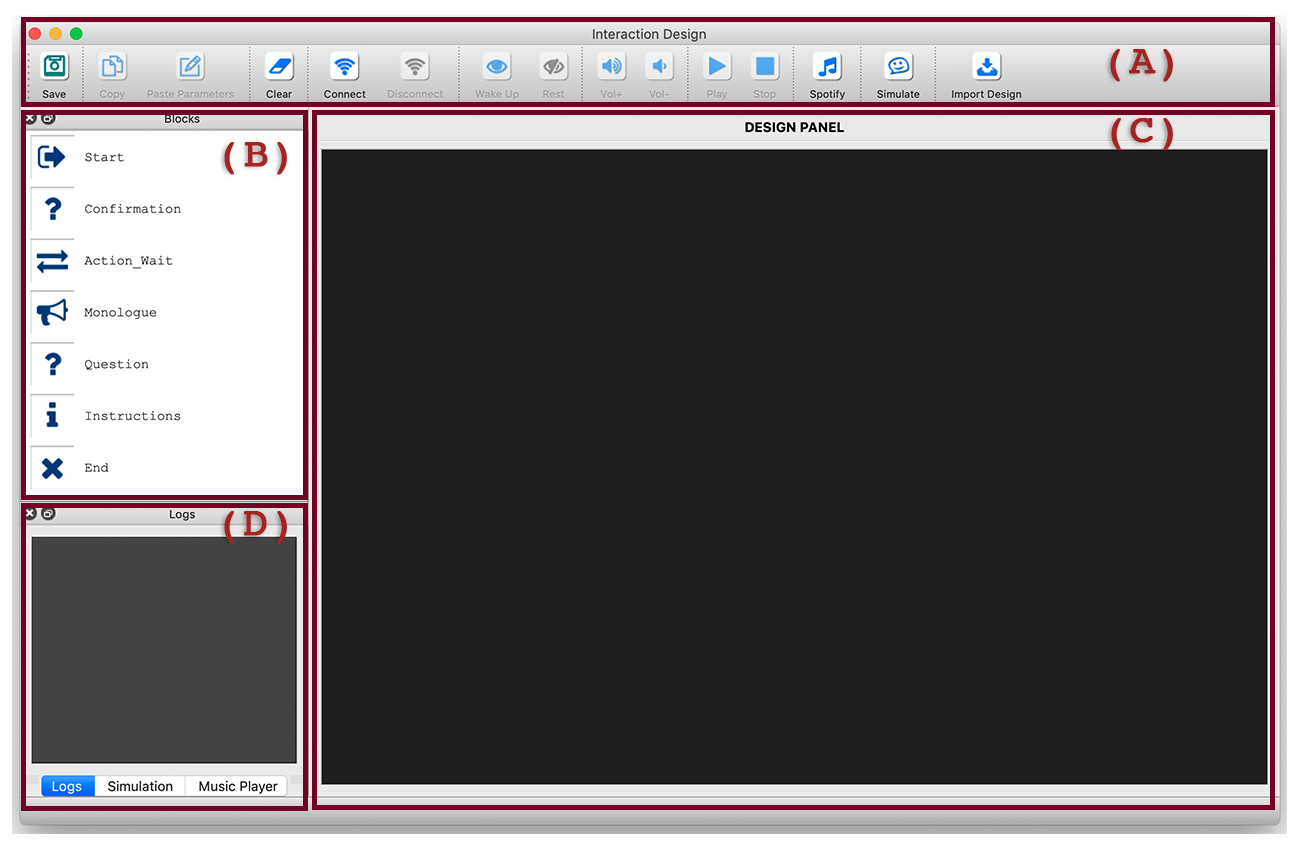 Interaction Design
(A)
Save Copy Paste Parameters Clear Connect Disconnect Wake Up Rest Vol+ Vol- Play Stop Spotify Simulate Import Design
Blocks
(B)
Start
Confirmation
Action_Wait
Monologue
Question
Instructions
End
DESIGN PANEL
(C)
Logs
(D)
Logs Simulation Music Player